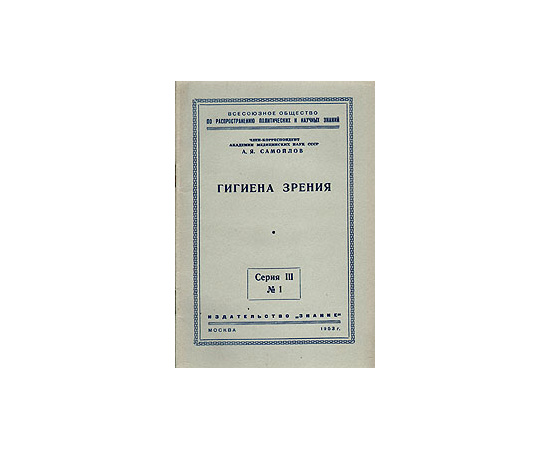 ВСЕСОЮЗНОЕ ОБЩЕСТВО
ПО РАСПРОСТРАНЕНИЮ ПОЛИТИЧЕСКИХ И НАУЧНЫХ ЗНАНИЙ
ЧЛЕН-КОРРЕСПОНДЕНТ
АКАДЕМИИ МЕДИЦИНСКИХ НАУК СССР
А. Я. САМОЙЛОВ
ГИГИЕНА ЗРЕНИЯ
Серия III
№ 1
ИЗДАТЕЛЬСТВО „ЗНАНИЕ"
МОСКВА 1953 г.